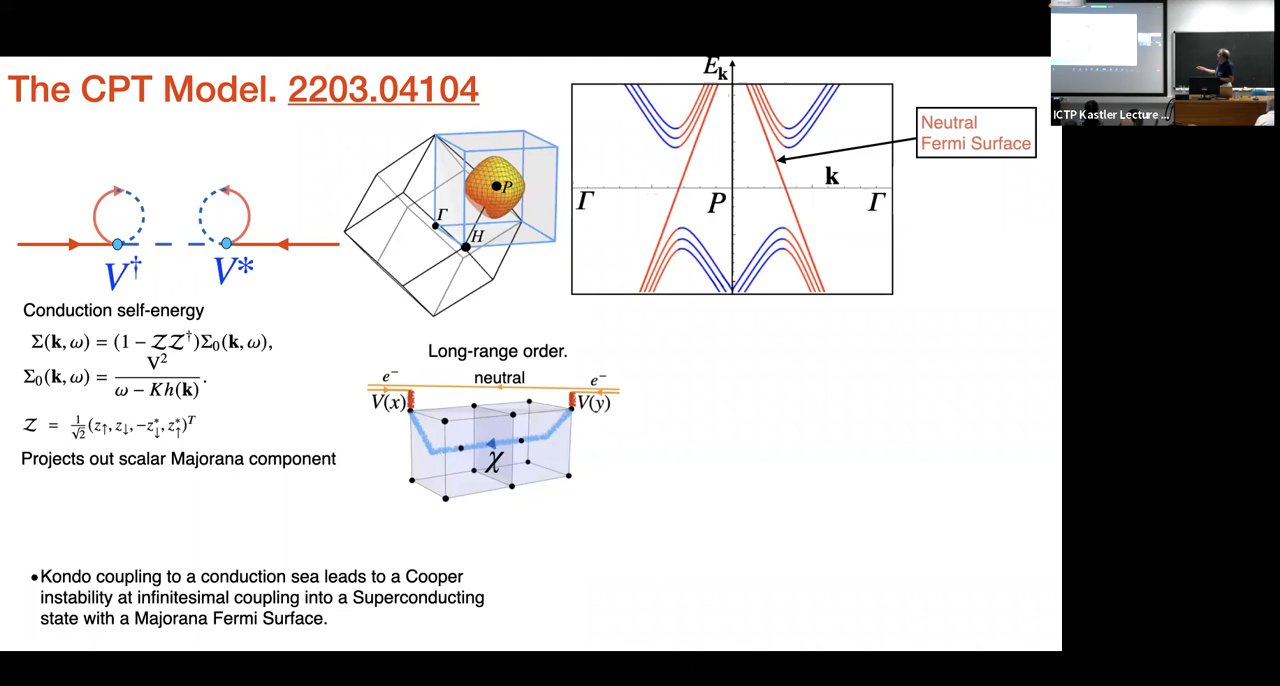 The CPT Model. 2203.04104
V†
V*
Conduction self-energy
Σ(k, ω) = (1 − 𝒵𝒵†)Σ₀(k, ω),
Σ₀(k, ω) = V² / (ω − Kh(k)).
𝒵 = 1/√2 (z↑, z↓, −z*↓, z*↑)ᵀ
Projects out scalar Majorana component
P
Γ
H
E𝐤
Γ
P
k
Γ
Neutral
Fermi Surface
Long-range order.
e⁻
neutral
e⁻
V(x)
V(y)
χ
• Kondo coupling to a conduction sea leads to a Cooper
instability at infinitesimal coupling into a Superconducting
state with a Majorana Fermi Surface.
ICTP Kastler Lecture ...